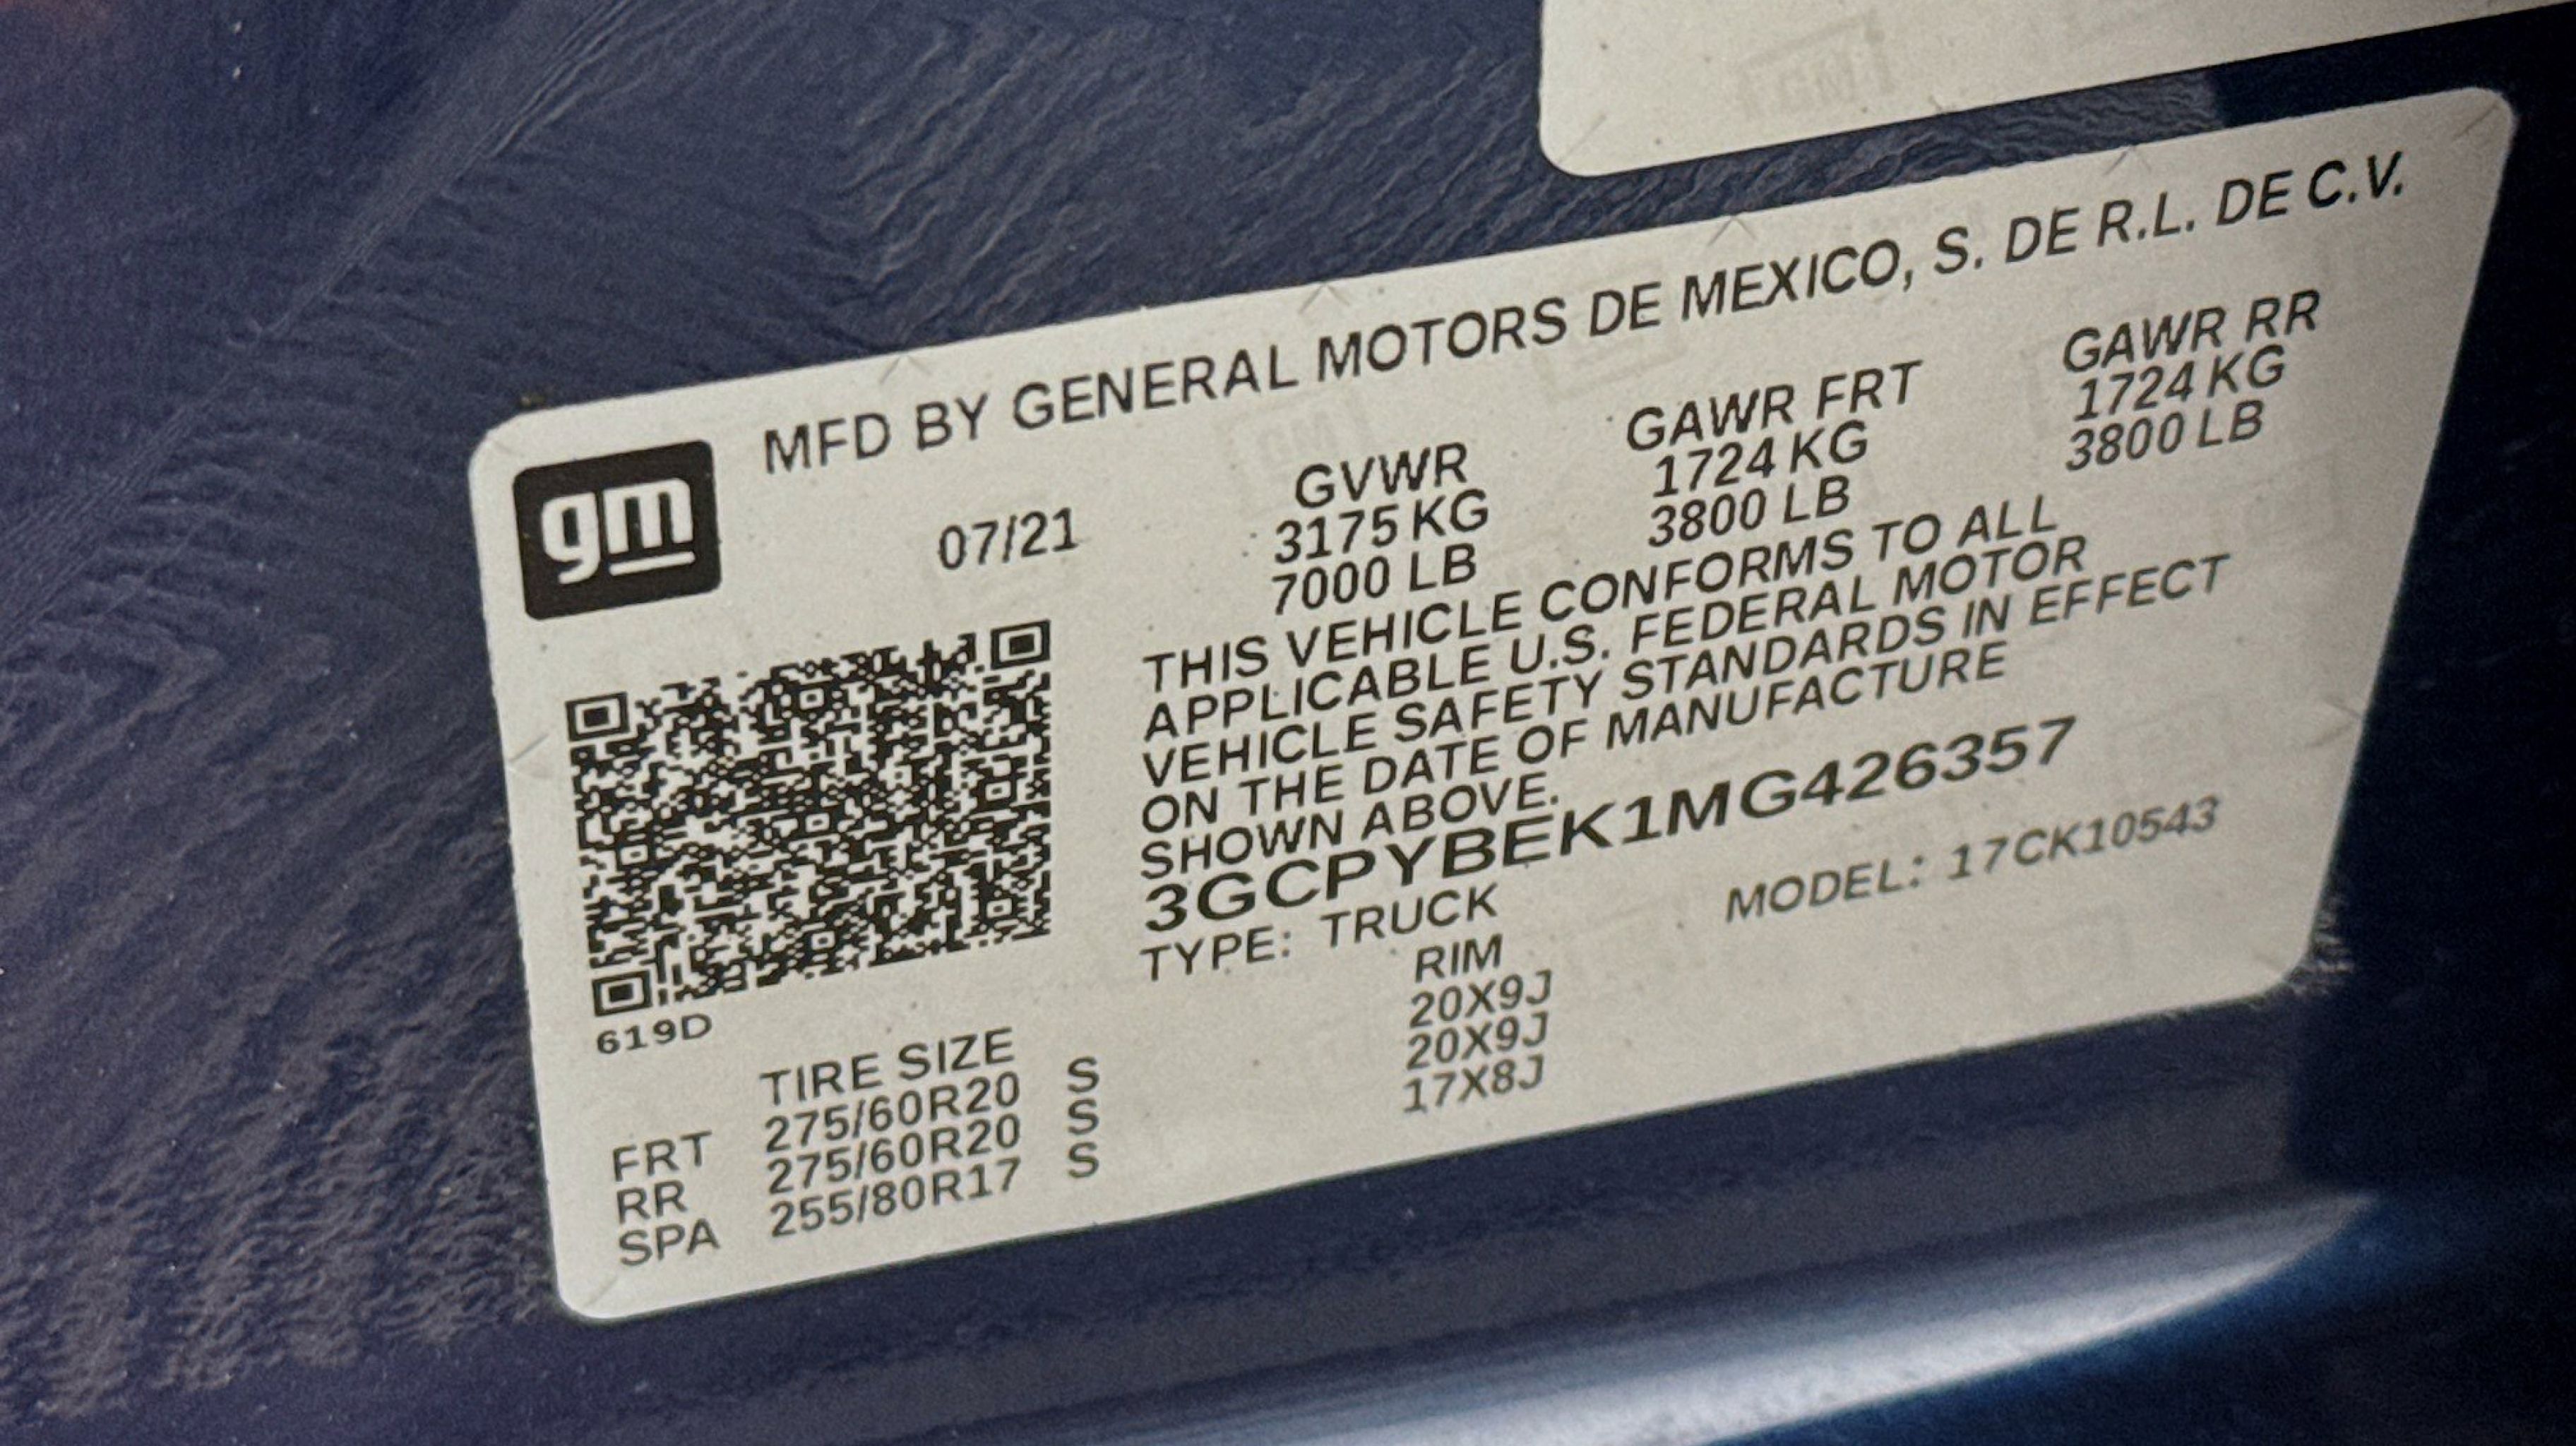 gm
MFD BY GENERAL MOTORS DE MEXICO, S. DE R.L. DE C.V.
07/21 GVWR GAWR FRT GAWR RR
3175 KG 1724 KG 1724 KG
7000 LB 3800 LB 3800 LB
THIS VEHICLE CONFORMS TO ALL
APPLICABLE U.S. FEDERAL MOTOR
VEHICLE SAFETY STANDARDS IN EFFECT
ON THE DATE OF MANUFACTURE
SHOWN ABOVE.
3GCPYBEK1MG426357
TYPE: TRUCK MODEL: 17CK10543
619D
TIRE SIZE RIM
FRT 275/60R20 S 20X9J
RR 275/60R20 S 20X9J
SPA 255/80R17 S 17X8J